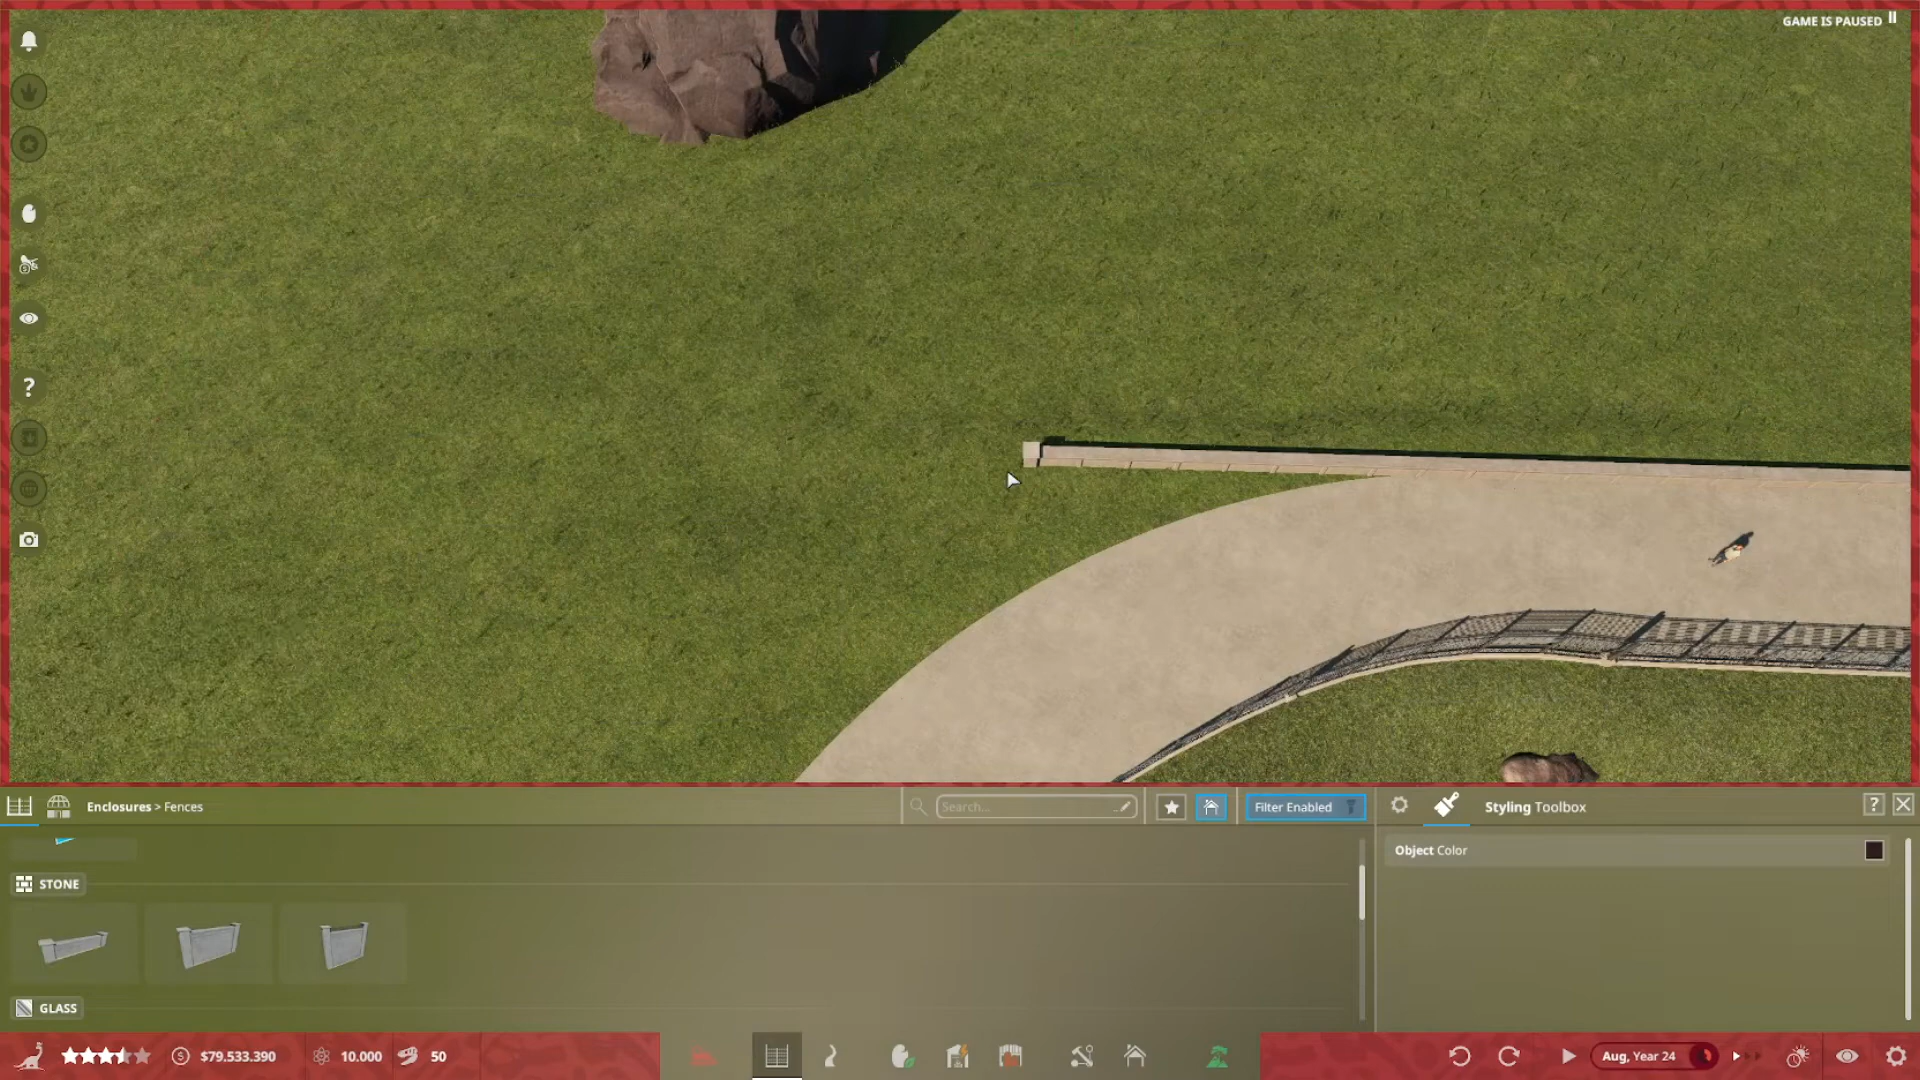 GAME IS PAUSED
Enclosures > Fences
Search...
Filter Enabled
Styling Toolbox
?
Object Color
STONE
GLASS
$79.533.390
10.000
50
Aug, Year 24